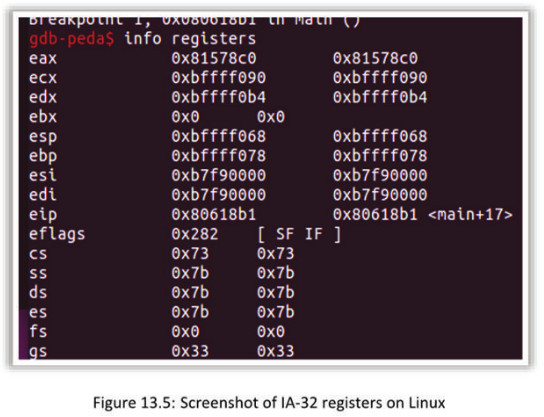 Breakpoint 1, 0x080618b1 in main ()
gdb-peda$ info registers
eax 0x81578c0 0x81578c0
ecx 0xbffff090 0xbffff090
edx 0xbffff0b4 0xbffff0b4
ebx 0x0 0x0
esp 0xbffff068 0xbffff068
ebp 0xbffff078 0xbffff078
esi 0xb7f90000 0xb7f90000
edi 0xb7f90000 0xb7f90000
eip 0x80618b1 0x80618b1 <main+17>
eflags 0x282 [ SF IF ]
cs 0x73 0x73
ss 0x7b 0x7b
ds 0x7b 0x7b
es 0x7b 0x7b
fs 0x0 0x0
gs 0x33 0x33
Figure 13.5: Screenshot of IA-32 registers on Linux